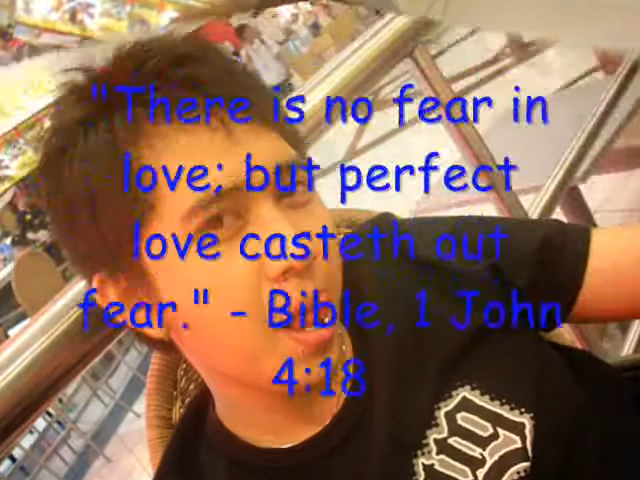 "There is no fear in
love; but perfect
love casteth out
fear." - Bible, 1 John
4:18